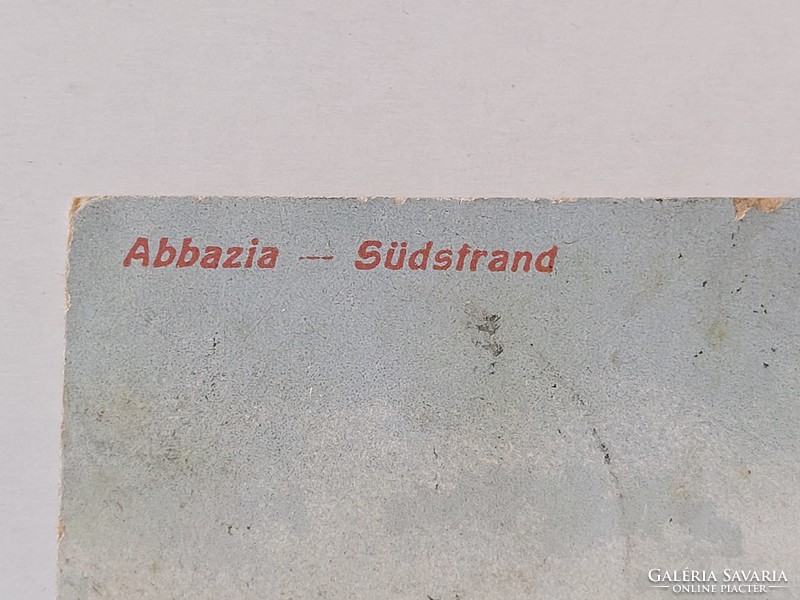 Abbazia — Südstrand
GALÉRIA SAVARIA
ONLINE PIACTÉR